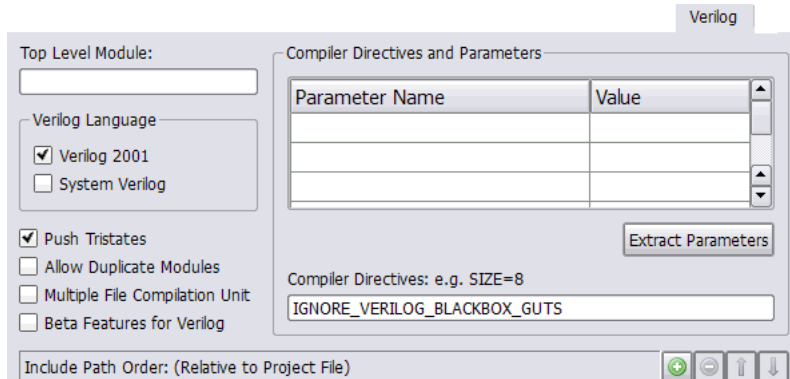 Verilog
Top Level Module:
Compiler Directives and Parameters
Parameter Name Value
Verilog Language
Verilog 2001
System Verilog
Push Tristates
Extract Parameters
Allow Duplicate Modules
Compiler Directives: e.g. SIZE=8
Multiple File Compilation Unit
IGNORE_VERILOG_BLACKBOX_GUTS
Beta Features for Verilog
Include Path Order: (Relative to Project File)